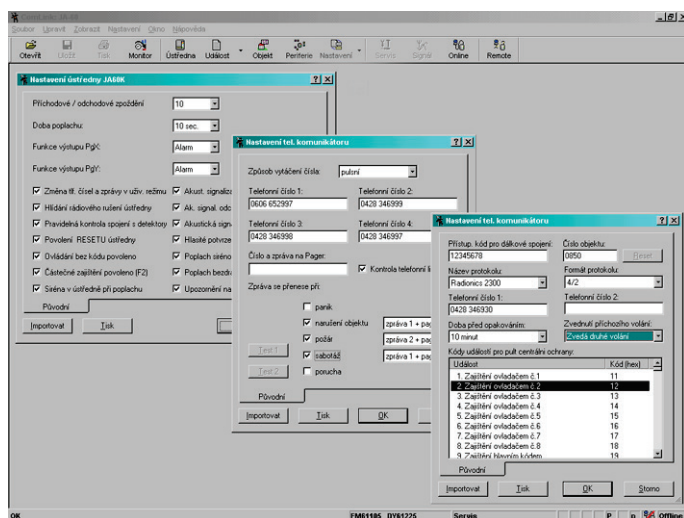 ComLink: JA-60
Soubor Upravit Zobrazit Nastavení Okno Nápověda
Otevřít Uložit Tisk Monitor Ústředna Událost Objekt Periferie Nastavení Servis Signal Online Remote
Nastavení ústředny JA60K
Příchodové / odchodové zpoždění 10
Doba poplachu: 10 sec.
Funkce výstupu PgX: Alarm
Funkce výstupu PgY: Alarm
Změna tlf. čísel a zprávy v uživ. režimu Akust. signaliza
Hlídání rádiového rušení ústředny Ak. signal. odc
Pravidelná kontrola spojení s detektory Akustická sign
Povolení RESETU ústředny Hlasité potvrze
Ovládání bez kódu povoleno Poplach siréno
Částečné zajištění povoleno (F2) Poplach bezdr
Siréna v ústředně při poplachu Upozornění na
Původní
Importovat Tisk
Nastavení tel. komunikátoru
Způsob vytáčení čísla: pulsní
Telefonní číslo 1: Telefonní číslo 2:
0606 652997 0428 346999
Telefonní číslo 3: Telefonní číslo 4:
0428 346998 0428 346997
Číslo a zpráva na Pager:
Kontrola telefonní li
Zpráva se přenese při:
panik
narušení objektu zpráva 1 + pag
požár zpráva 2 + pag
Test 1 sabotáž zpráva 1 + pag
Test 2 porucha
Původní
Importovat Tisk OK
Nastavení tel. komunikátoru
Přístup. kód pro dálkové spojení: Číslo objektu:
12345678 0850 Reset
Název protokolu: Formát protokolu:
Radionics 2300 4/2
Telefonní číslo 1: Telefonní číslo 2:
0428 346930
Doba před opakováním: Zvednutí příchozího volání:
10 minut Zvedá druhé volání
Kódy událostí pro pult centrální ochrany:
Událost Kód (hex)
1. Zajištění ovladačem č.1 11
2. Zajištění ovladačem č.2 12
3. Zajištění ovladačem č.3 13
4. Zajištění ovladačem č.4 14
5. Zajištění ovladačem č.5 15
6. Zajištění ovladačem č.6 16
7. Zajištění ovladačem č.7 17
8. Zajištění ovladačem č.8 18
9. Zajištění hlavním kódem 19
Původní
Importovat Tisk OK Storno
OK EM61105 DY61225 Servis P p Offline